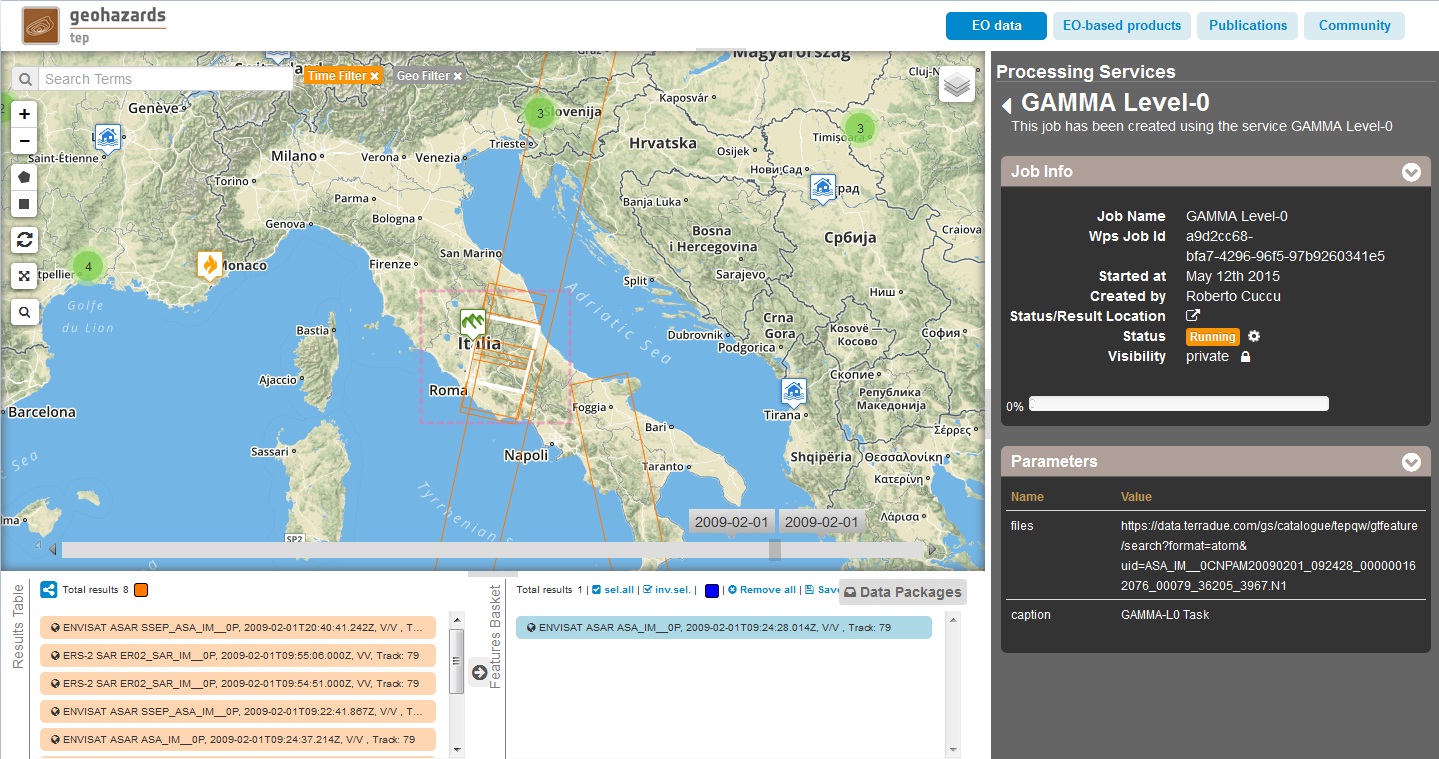 geohazards
tep
EO data
EO-based products
Publications
Community
Search Terms
Time Filter
Geo Filter
Magyarország
Genève
Saint-Étienne
Milano
Verona
Venezia
Trieste
3
Slovenija
Kaposvár
Cluj-N
3
Timișoara
Hrvatska
Osijek
Нови Сад
Torino
Parma
Bologna
Genova
Banja Luka
град
Craiova
San Marino
Bosna
i Hercegovina
Србија
4
tpellier
Monaco
Firenze
Sarajevo
Split
Ниш
Golfe
du Lion
Adriatic Sea
Bastia
Dubrovnik
Crna
Gora
Podgorica
Kosovë —
Косово
София
Italia
Ajaccio
Roma
Скопие
Република
Македонија
Barcelona
Foggia
Tirana
Bari
Sassari
Napoli
Taranto
Shqipëria
Θεσσαλονίκη
Σέρρες
Κατερίνη
Λάρισα
Tyrrhenian Sea
2009-02-01
2009-02-01
SP2
Results Table
Total results 8
ENVISAT ASAR SSEP_ASA_IM__0P, 2009-02-01T20:40:41.242Z, V/V , T...
ERS-2 SAR ER02_SAR_IM__0P, 2009-02-01T09:55:06.000Z, VV, Track: 79
ERS-2 SAR ER02_SAR_IM__0P, 2009-02-01T09:54:51.000Z, VV, Track: 79
ENVISAT ASAR SSEP_ASA_IM__0P, 2009-02-01T09:22:41.867Z, V/V , T...
ENVISAT ASAR ASA_IM__0P, 2009-02-01T09:24:37.214Z, V/V , Track: 79
Features Basket
Total results 1 | sel.all | inv.sel. | | Remove all | Save
Data Packages
ENVISAT ASAR ASA_IM__0P, 2009-02-01T09:24:28.014Z, V/V , Track: 79
Processing Services
GAMMA Level-0
This job has been created using the service GAMMA Level-0
Job Info
Job Name GAMMA Level-0
Wps Job Id a9d2cc68-
bfa7-4296-96f5-97b9260341e5
Started at May 12th 2015
Created by Roberto Cuccu
Status/Result Location
Status Running
Visibility private
0%
Parameters
Name Value
files https://data.terradue.com/gs/catalogue/tepqw/gtfeature
/search?format=atom&
uid=ASA_IM__0CNPAM20090201_092428_00000016
2076_00079_36205_3967.N1
caption GAMMA-L0 Task